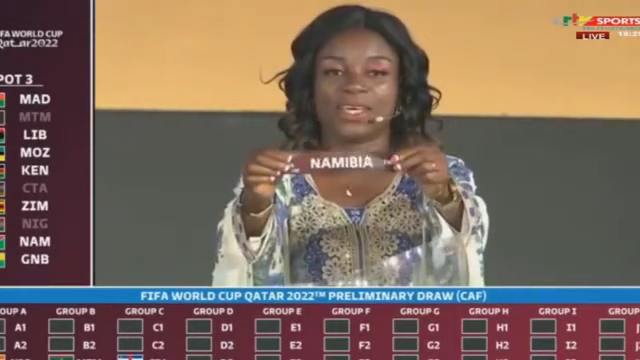 FIFA WORLD CUP
Qatar2022
SPORTS
LIVE
POT 3
MAD
MTM
LIB
MOZ
KEN
CTA
ZIM
NIG
NAM
GNB
NAMIBIA
FIFA WORLD CUP QATAR 2022™ PRELIMINARY DRAW (CAF)
GROUP B GROUP C GROUP D GROUP E GROUP F GROUP G GROUP H GROUP I
A1 B1 C1 D1 E1 F1 G1 H1 I1
A2 B2 C2 D2 E2 F2 G2 H2 I2